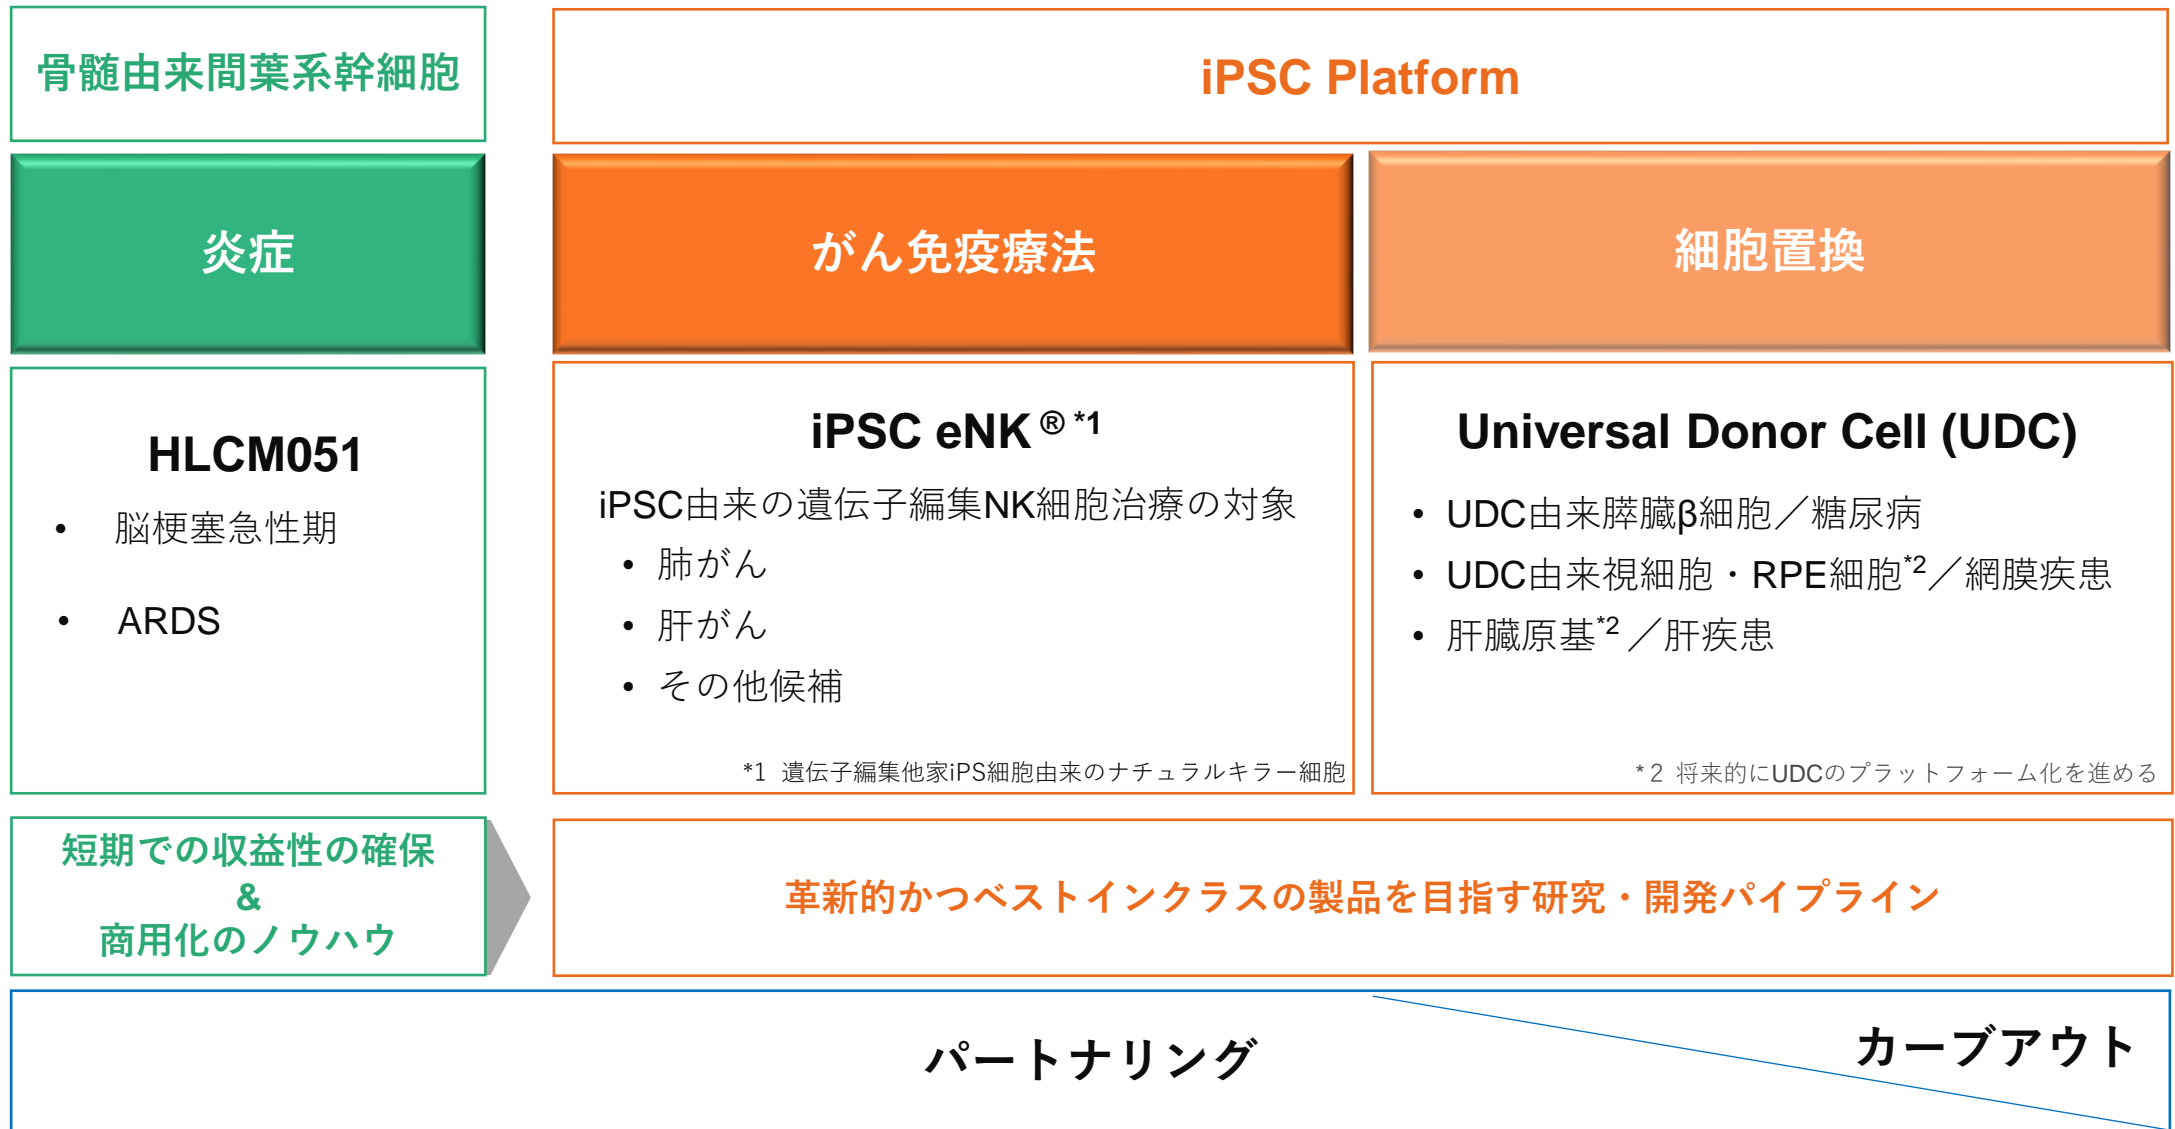 骨髄由来間葉系幹細胞
iPSC Platform
炎症
がん免疫療法
細胞置換
HLCM051
• 脳梗塞急性期
• ARDS
iPSC eNK ® *1
iPSC由来の遺伝子編集NK細胞治療の対象
• 肺がん
• 肝がん
• その他候補
*1 遺伝子編集他家iPS細胞由来のナチュラルキラー細胞
Universal Donor Cell (UDC)
• UDC由来膵臓β細胞／糖尿病
• UDC由来視細胞・RPE細胞*2／網膜疾患
• 肝臓原基*2 ／肝疾患
*２ 将来的にUDCのプラットフォーム化を進める
短期での収益性の確保
&
商用化のノウハウ
革新的かつベストインクラスの製品を目指す研究・開発パイプライン
パートナリング
カーブアウト